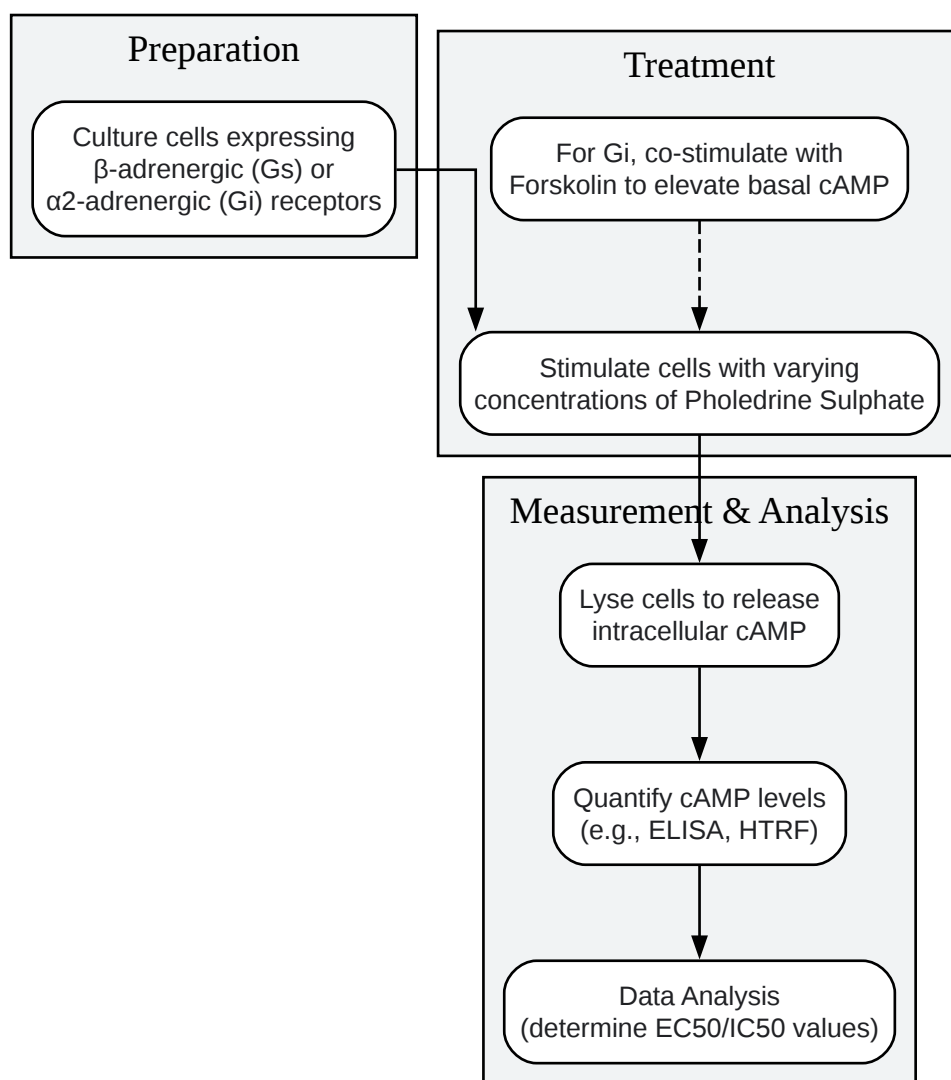 Preparation
Culture cells expressing
β-adrenergic (Gs) or
α2-adrenergic (Gi) receptors
Treatment
For Gi, co-stimulate with
Forskolin to elevate basal cAMP
Stimulate cells with varying
concentrations of Pholedrine Sulphate
Measurement & Analysis
Lyse cells to release
intracellular cAMP
Quantify cAMP levels
(e.g., ELISA, HTRF)
Data Analysis
(determine EC50/IC50 values)